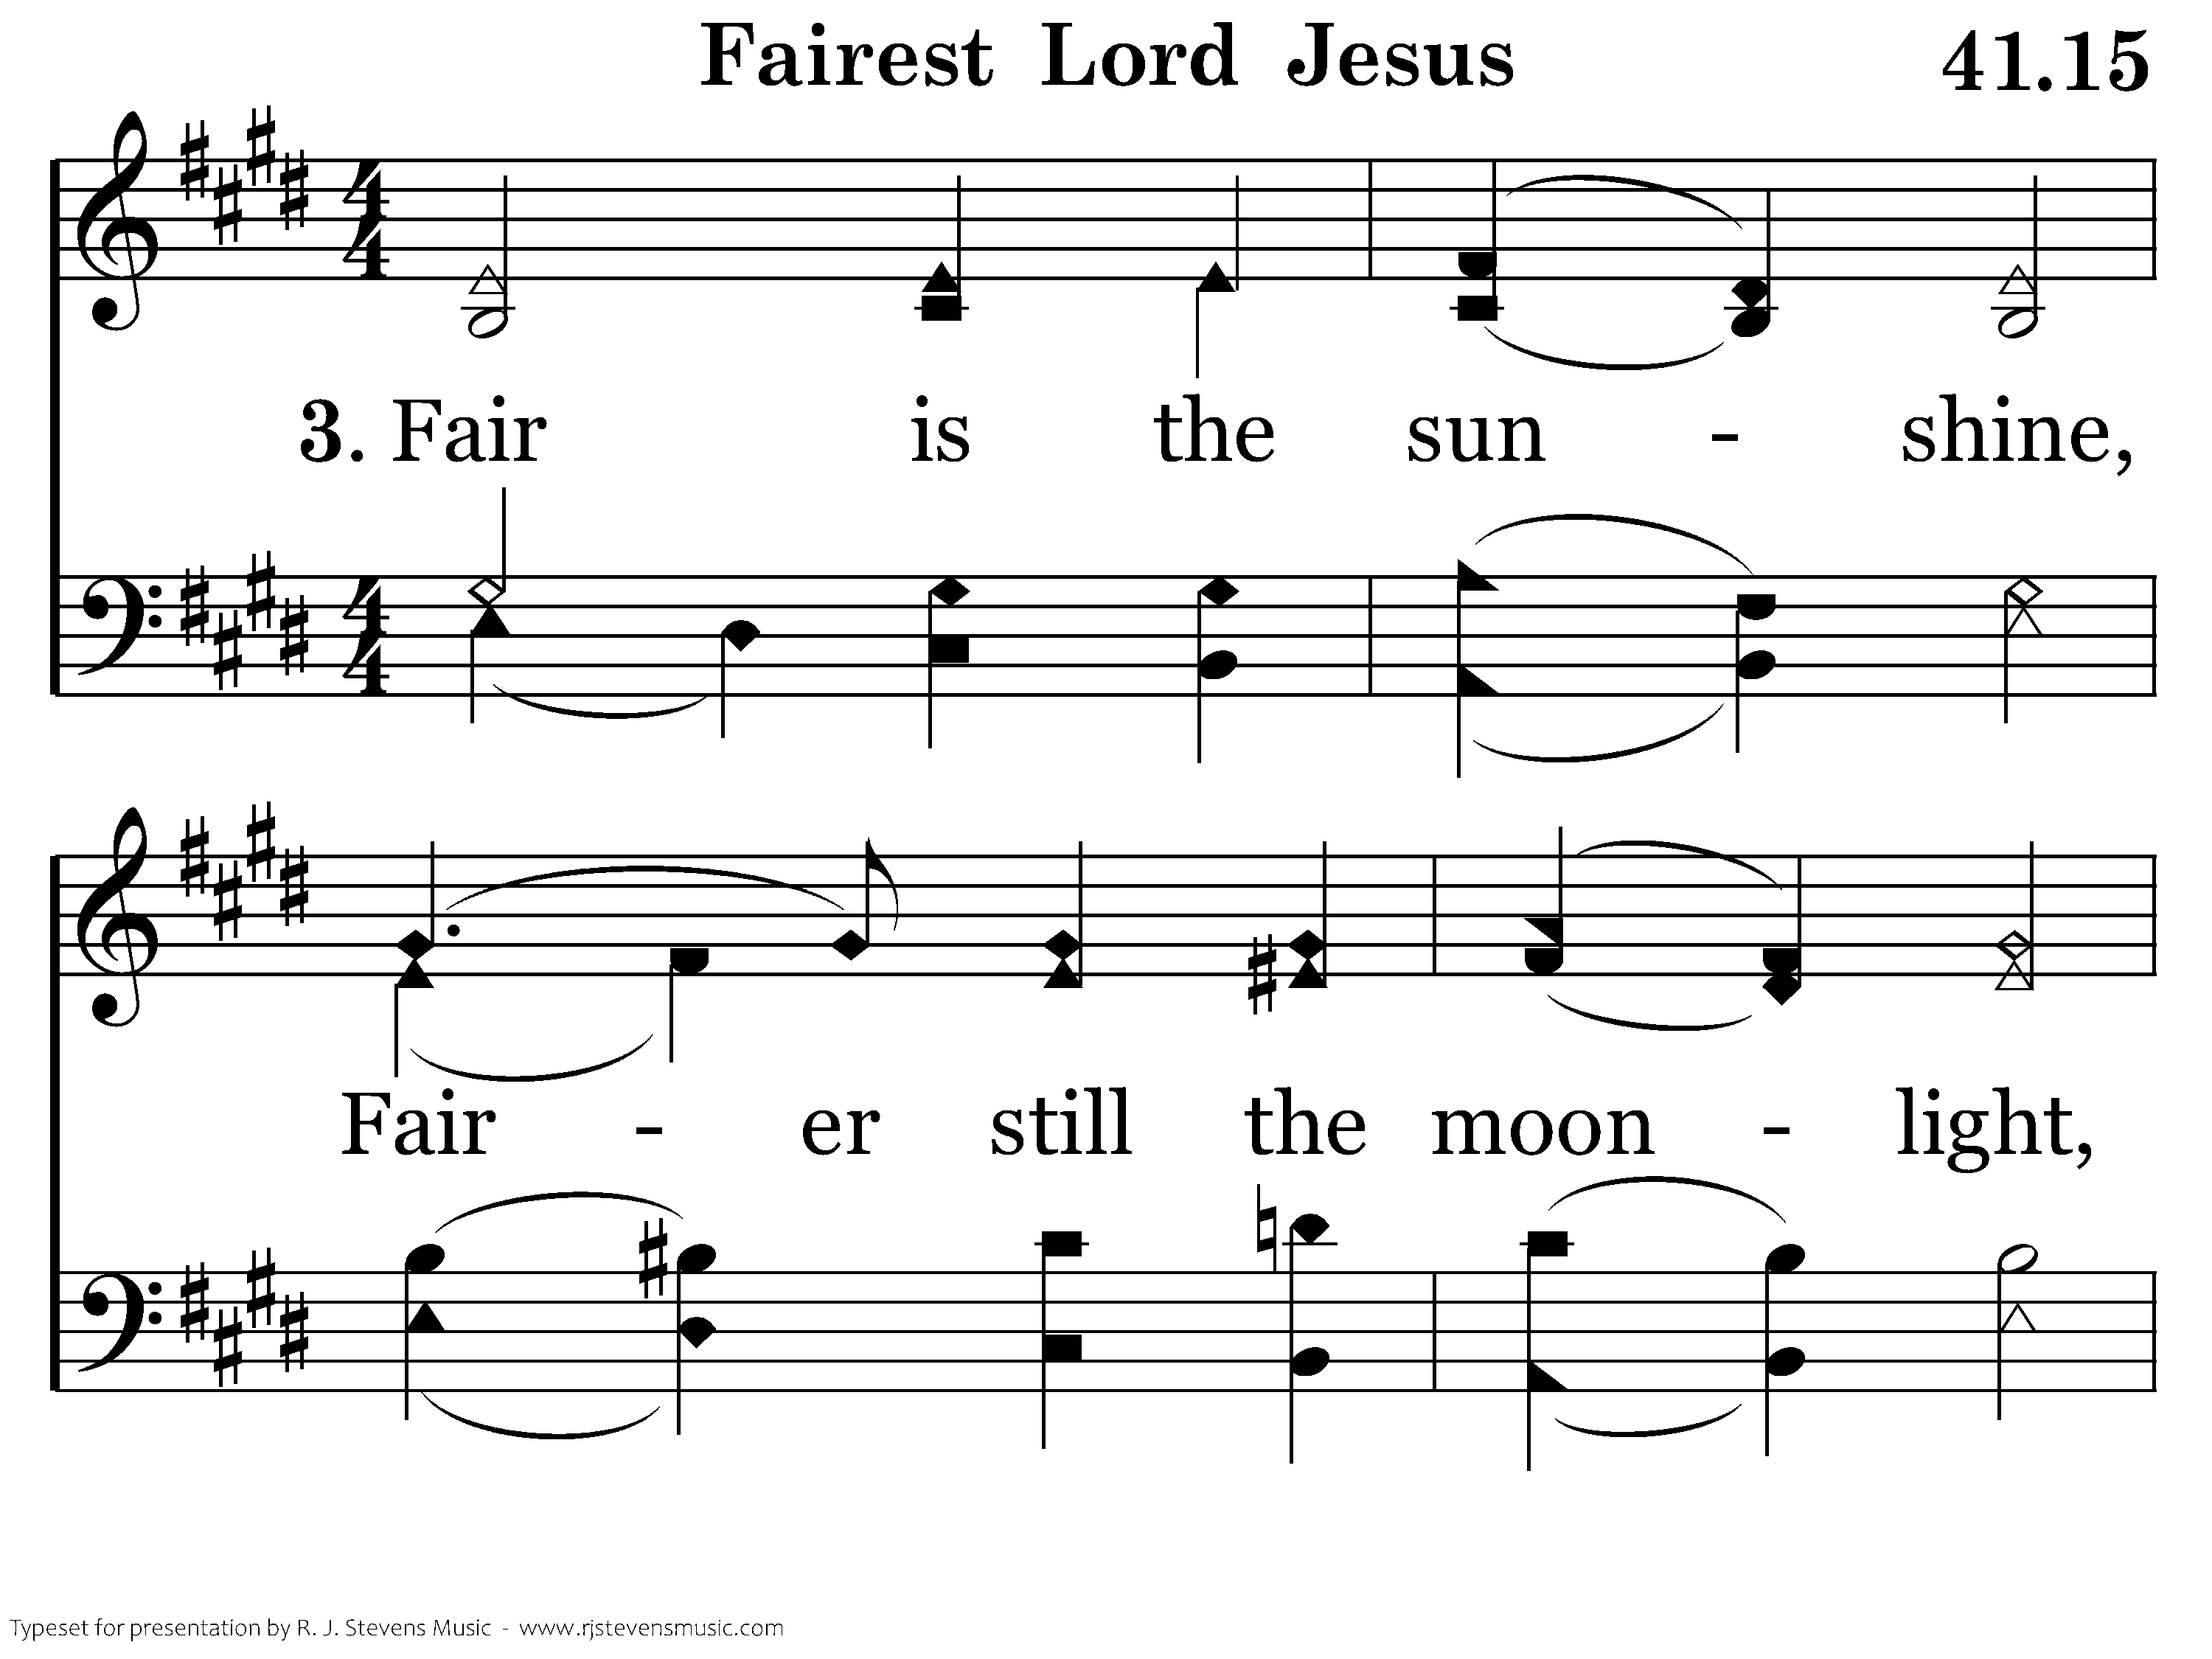 Fairest Lord Jesus 41.15
3. Fair is the sun - shine,
Fair - er still the moon - light,
Typeset for presentation by R. J. Stevens Music - www.rjstevensmusic.com